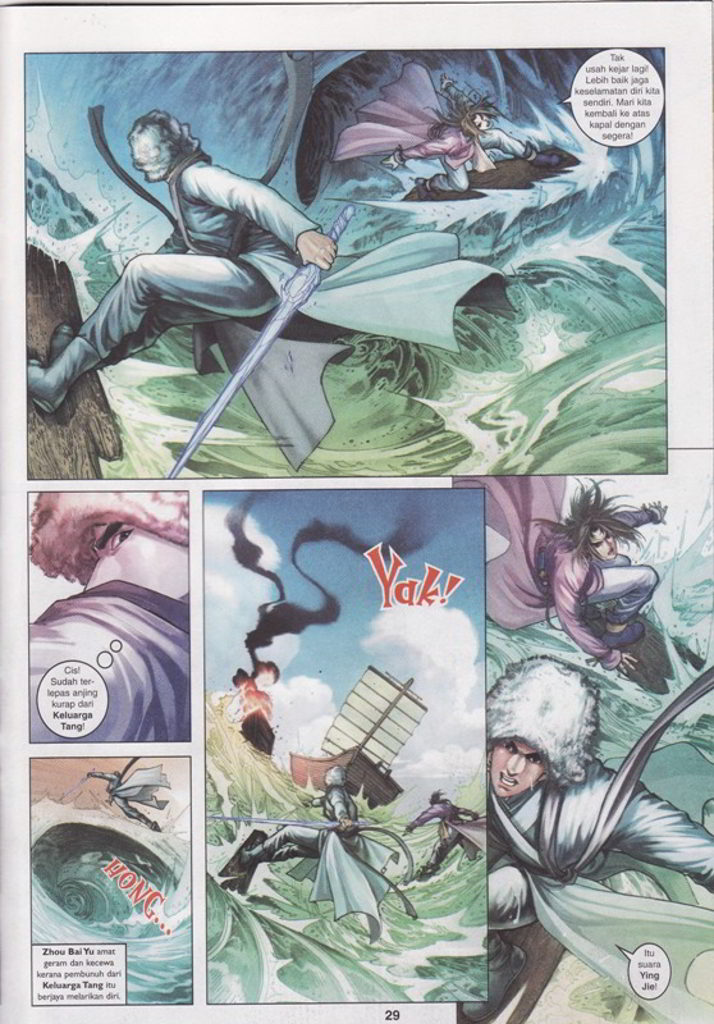 Tak
usah kejar lagi!
Lebih baik jaga
keselamatan diri kita
sendiri. Mari kita
kembali ke atas
kapal dengan
segera!
Cis!
Sudah ter-
lepas anjing
kurap dari
Keluarga
Tang!
HONG...
Zhou Bai Yu amat
geram dan kecewa
kerana pembunuh dari
Keluarga Tang itu
berjaya melarikan diri.
Yak!
Itu
suara
Ying
Jie!
29